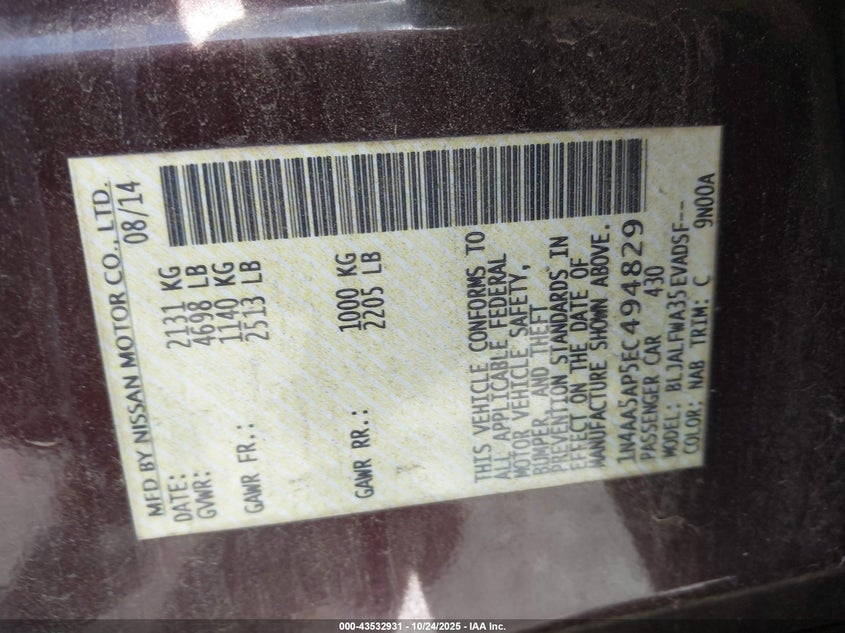 MFD BY NISSAN MOTOR CO., LTD.
DATE: 08/14
GVWR: 2131 KG
4698 LB
GAWR FR.: 1140 KG
2513 LB
GAWR RR.: 1000 KG
2205 LB
THIS VEHICLE CONFORMS TO
ALL APPLICABLE FEDERAL
MOTOR VEHICLE SAFETY,
BUMPER, AND THEFT
PREVENTION STANDARDS IN
EFFECT ON THE DATE OF
MANUFACTURE SHOWN ABOVE.
1N4AA5AP5EC494829
PASSENGER CAR 430
MODEL: BLJALFWA35EVADSF--
COLOR: NAB TRIM: C 9N00A
000-43532931 - 10/24/2025 - IAA Inc.